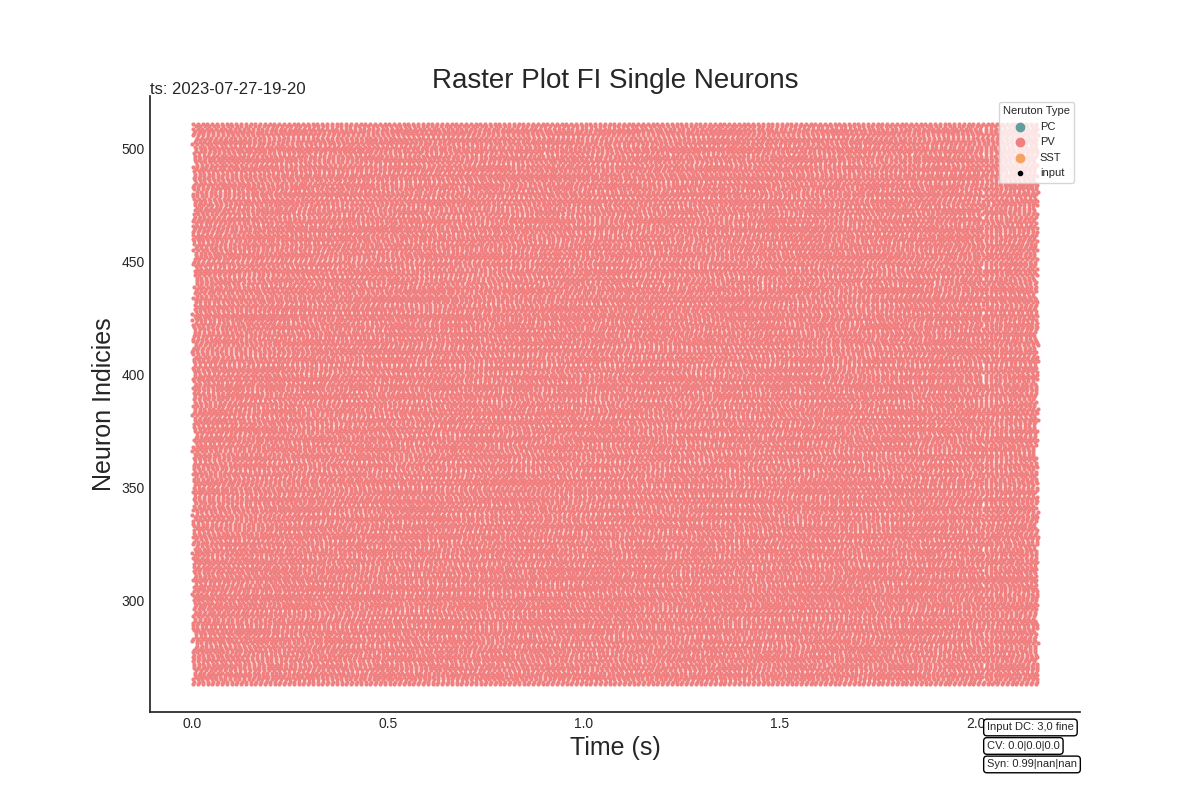 Raster Plot FI Single Neurons
ts: 2023-07-27-19-20
Neruton Type
PC
PV
SST
input
Neuron Indicies
500
450
400
350
300
0.0 0.5 1.0 1.5 2.0
Time (s)
Input DC: 3,0 fine
CV: 0.0|0.0|0.0
Syn: 0.99|nan|nan